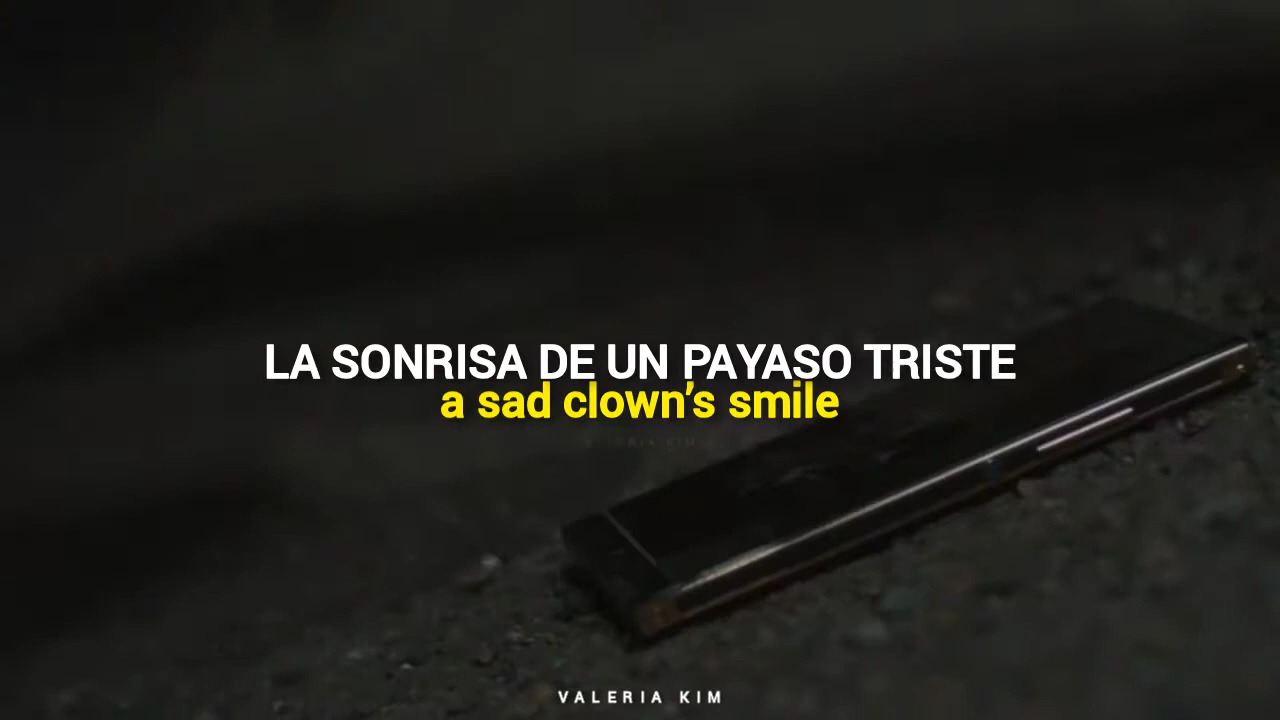 LA SONRISA DE UN PAYASO TRISTE
a sad clown’s smile
VALERIA KIM